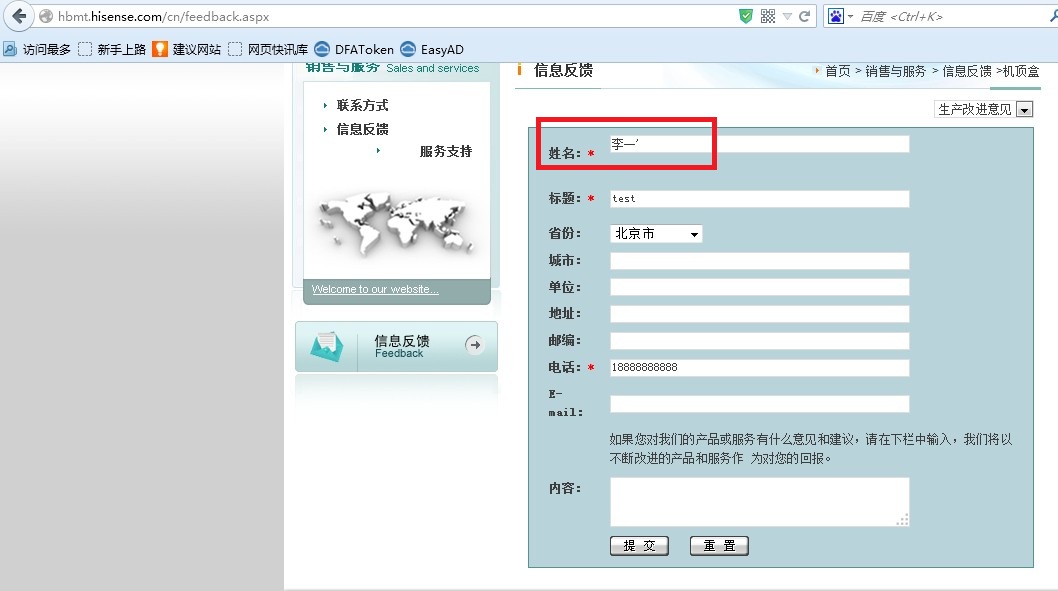 hbmt.hisense.com/cn/feedback.aspx
百度 <Ctrl+K>
访问最多 新手上路 建议网站 网页快讯库 DFAToken EasyAD
销售与服务 Sales and services
联系方式
信息反馈
服务支持
Welcome to our website...
信息反馈
Feedback
信息反馈
首页 > 销售与服务 > 信息反馈 >机顶盒
生产改进意见
姓名: * 李一'
标题: * test
省份: 北京市
城市:
单位:
地址:
邮编:
电话: * 18888888888
E-
mail:
如果您对我们的产品或服务有什么意见和建议，请在下栏中输入，我们将以
不断改进的产品和服务作 为对您的回报。
内容:
提 交 重 置